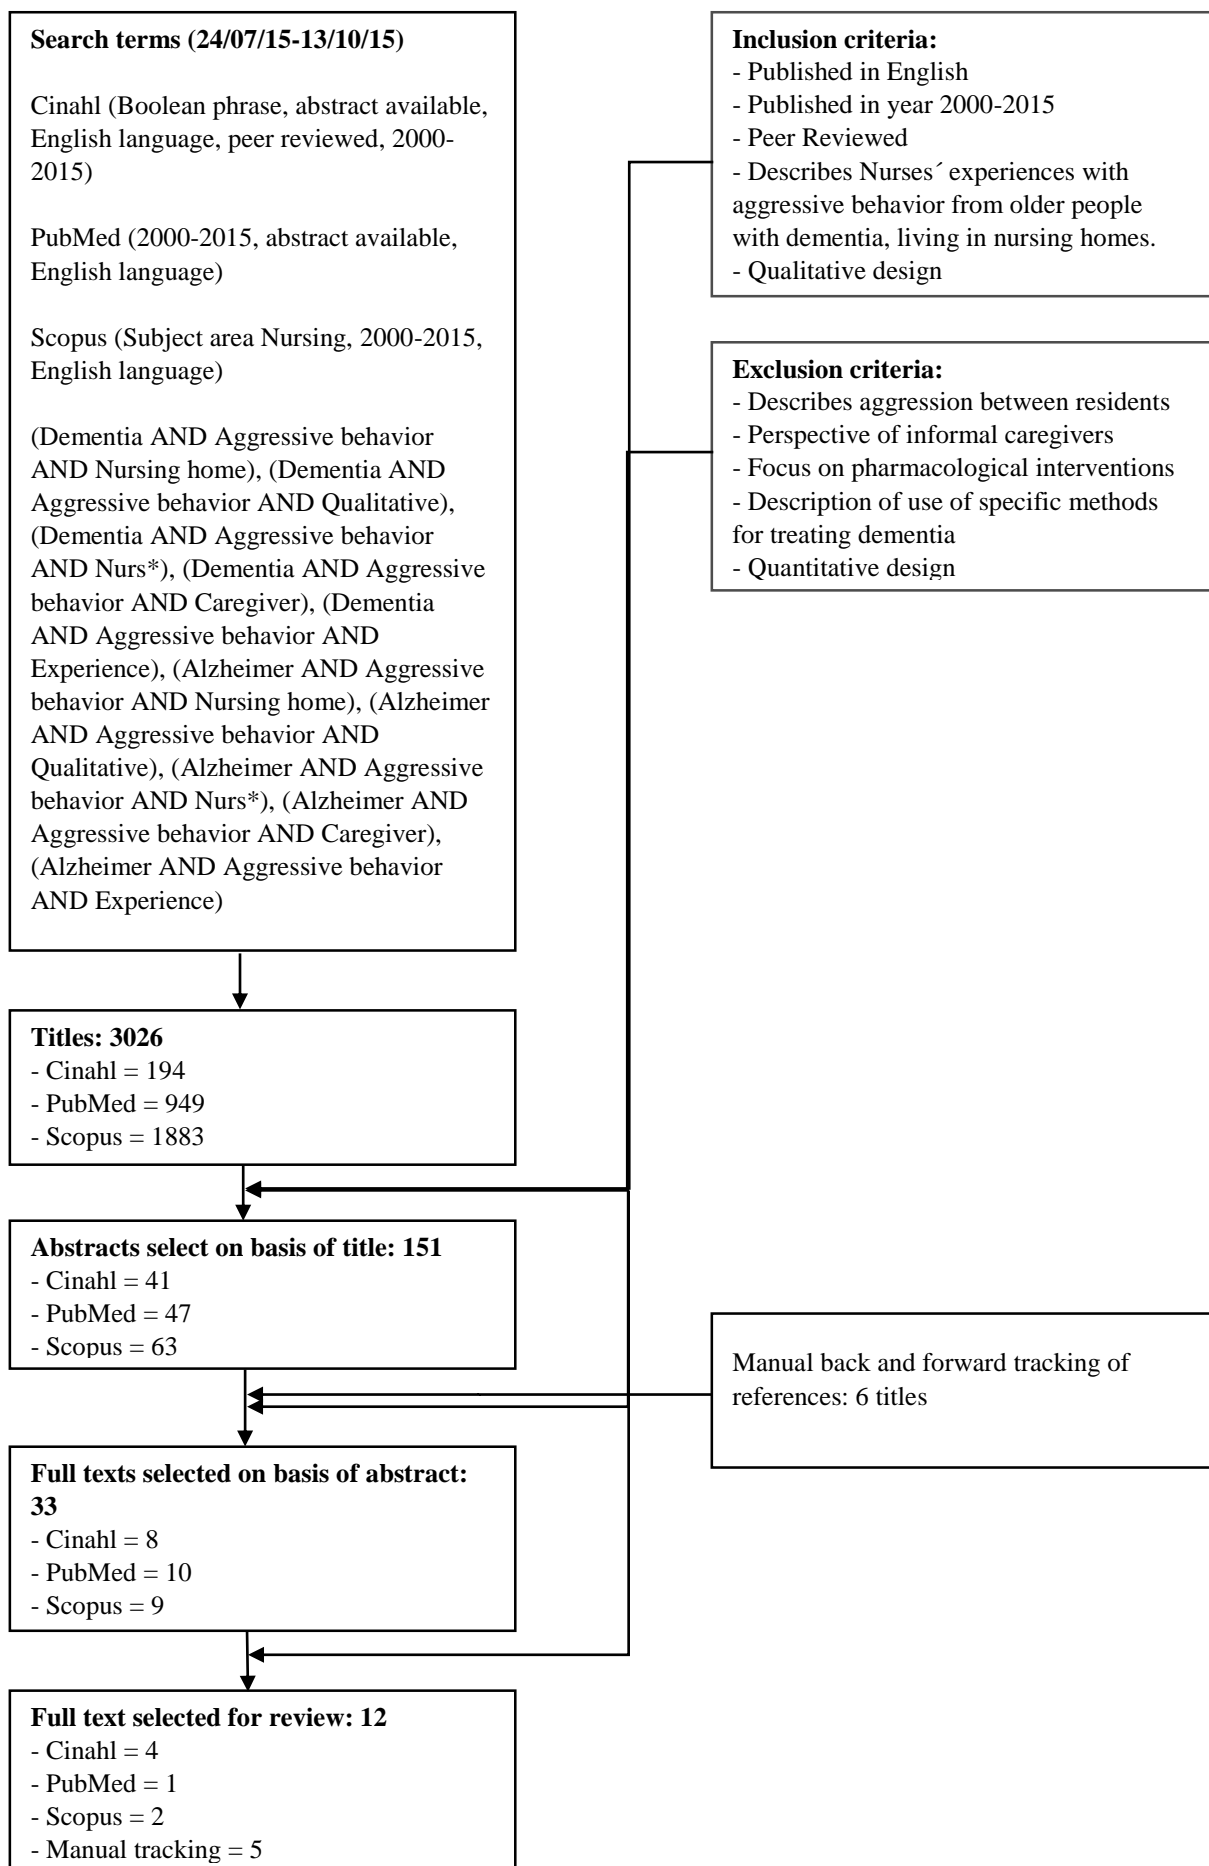 Search terms (24/07/15-13/10/15)
Cinahl (Boolean phrase, abstract available,
English language, peer reviewed, 2000-
2015)
PubMed (2000-2015, abstract available,
English language)
Scopus (Subject area Nursing, 2000-2015,
English language)
(Dementia AND Aggressive behavior
AND Nursing home), (Dementia AND
Aggressive behavior AND Qualitative),
(Dementia AND Aggressive behavior
AND Nurs*), (Dementia AND Aggressive
behavior AND Caregiver), (Dementia
AND Aggressive behavior AND
Experience), (Alzheimer AND Aggressive
behavior AND Nursing home), (Alzheimer
AND Aggressive behavior AND
Qualitative), (Alzheimer AND Aggressive
behavior AND Nurs*), (Alzheimer AND
Aggressive behavior AND Caregiver),
(Alzheimer AND Aggressive behavior
AND Experience)
Inclusion criteria:
- Published in English
- Published in year 2000-2015
- Peer Reviewed
- Describes Nurses´ experiences with
aggressive behavior from older people
with dementia, living in nursing homes.
- Qualitative design
Exclusion criteria:
- Describes aggression between residents
- Perspective of informal caregivers
- Focus on pharmacological interventions
- Description of use of specific methods
for treating dementia
- Quantitative design
Titles: 3026
- Cinahl = 194
- PubMed = 949
- Scopus = 1883
Abstracts select on basis of title: 151
- Cinahl = 41
- PubMed = 47
- Scopus = 63
Manual back and forward tracking of
references: 6 titles
Full texts selected on basis of abstract:
33
- Cinahl = 8
- PubMed = 10
- Scopus = 9
Full text selected for review: 12
- Cinahl = 4
- PubMed = 1
- Scopus = 2
- Manual tracking = 5